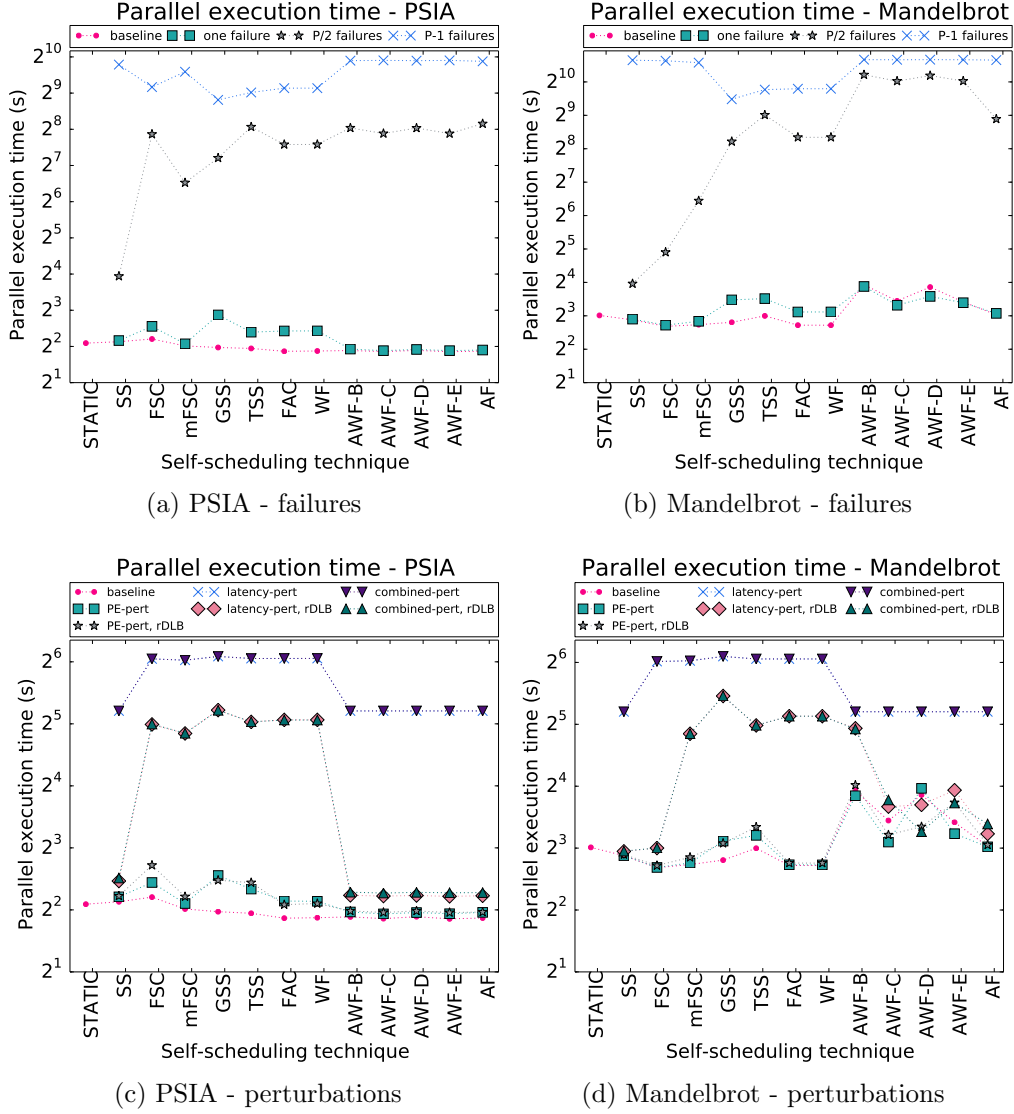 Parallel execution time - PSIA
baseline one failure P/2 failures P-1 failures
2^10
2^9
2^8
2^7
2^6
2^5
2^4
2^3
2^2
2^1
Parallel execution time (s)
STATIC SS FSC mFSC GSS TSS FAC WF AWF-B AWF-C AWF-D AWF-E AF
Self-scheduling technique
(a) PSIA - failures
Parallel execution time - Mandelbrot
baseline one failure P/2 failures P-1 failures
2^10
2^9
2^8
2^7
2^6
2^5
2^4
2^3
2^2
2^1
Parallel execution time (s)
STATIC SS FSC mFSC GSS TSS FAC WF AWF-B AWF-C AWF-D AWF-E AF
Self-scheduling technique
(b) Mandelbrot - failures
Parallel execution time - PSIA
baseline latency-pert combined-pert
PE-pert latency-pert, rDLB combined-pert, rDLB
PE-pert, rDLB
2^6
2^5
2^4
2^3
2^2
2^1
Parallel execution time (s)
STATIC SS FSC mFSC GSS TSS FAC WF AWF-B AWF-C AWF-D AWF-E AF
Self-scheduling technique
(c) PSIA - perturbations
Parallel execution time - Mandelbrot
baseline latency-pert combined-pert
PE-pert latency-pert, rDLB combined-pert, rDLB
PE-pert, rDLB
2^6
2^5
2^4
2^3
2^2
2^1
Parallel execution time (s)
STATIC SS FSC mFSC GSS TSS FAC WF AWF-B AWF-C AWF-D AWF-E AF
Self-scheduling technique
(d) Mandelbrot - perturbations